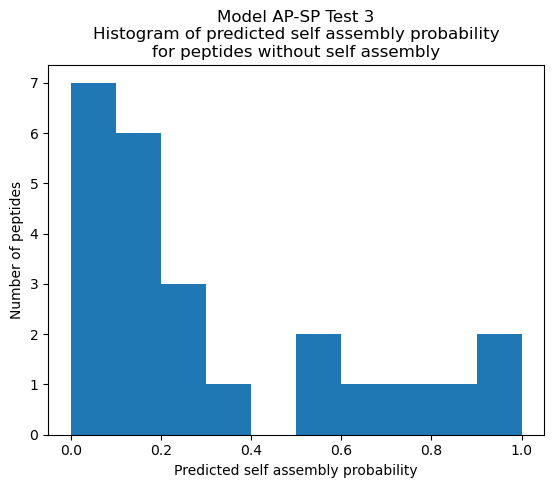 Model AP-SP Test 3
Histogram of predicted self assembly probability
for peptides without self assembly
7
6
5
4
3
2
1
0
Number of peptides
0.0 0.2 0.4 0.6 0.8 1.0
Predicted self assembly probability